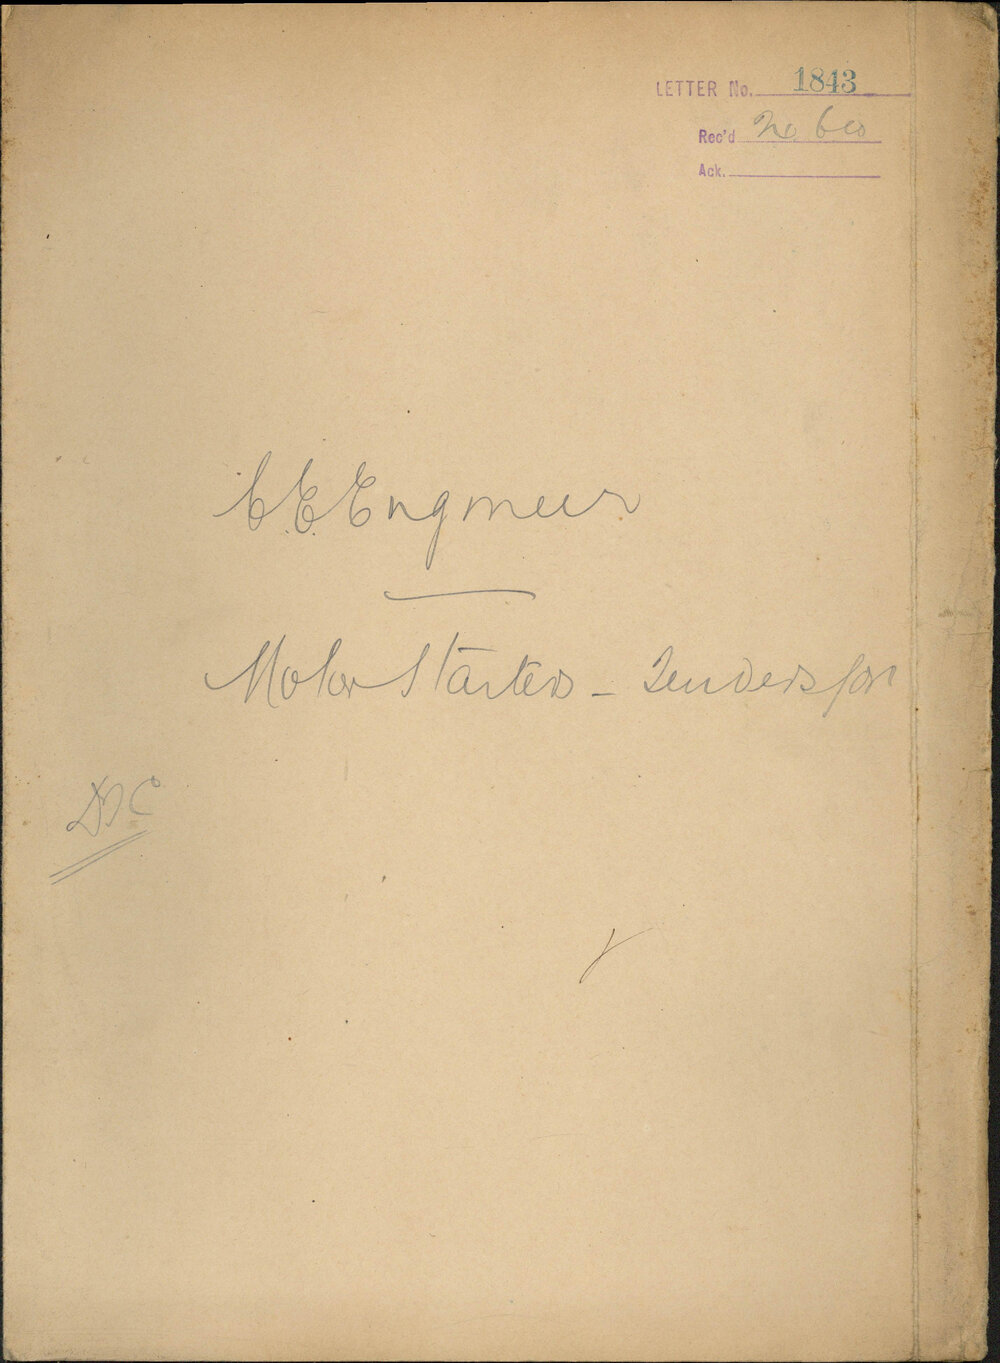 LETTER No. 1843
Rec'd
Ack.
C. E. Engineer
Motor Starters - Tenders for